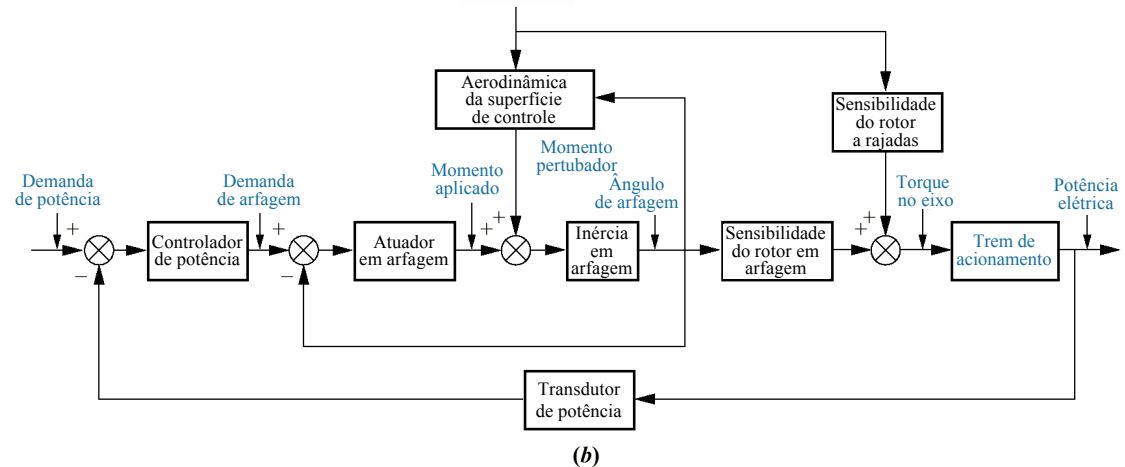 Aerodinâmica
da superfície
de controle
Sensibilidade
do rotor
a rajadas
Momento
pertubador
Momento
aplicado
Ângulo
de arfagem
Demanda
de potência
Demanda
de arfagem
Torque
no eixo
Potência
elétrica
+
−
Controlador
de potência
+
−
Atuador
em arfagem
+
+
Inércia
em
arfagem
Sensibilidade
do rotor em
arfagem
+
+
Trem de
acionamento
Transdutor
de potência
(b)